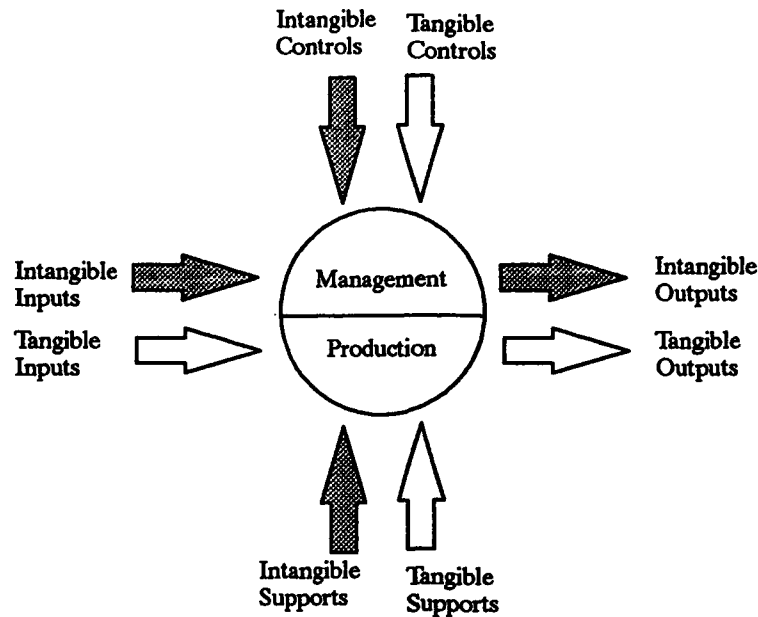 Intangible
Controls
Tangible
Controls
Intangible
Inputs
Management
Intangible
Outputs
Tangible
Inputs
Production
Tangible
Outputs
Intangible
Supports
Tangible
Supports